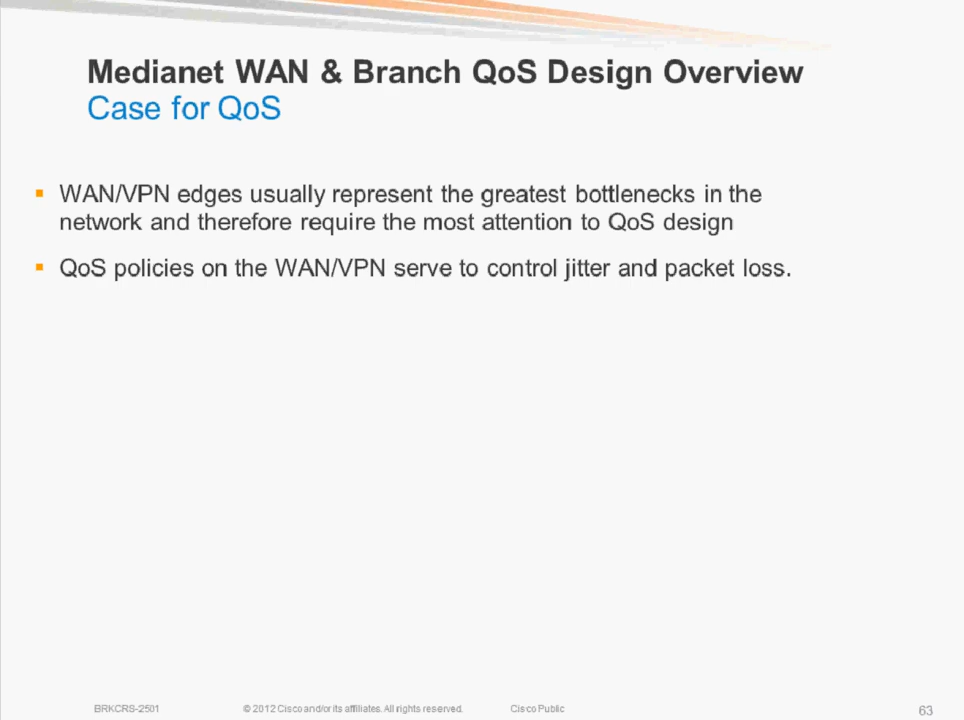 Medianet WAN & Branch QoS Design Overview
Case for QoS
WAN/VPN edges usually represent the greatest bottlenecks in the
network and therefore require the most attention to QoS design
QoS policies on the WAN/VPN serve to control jitter and packet loss.
BRKCRS-2501
© 2012 Cisco and/or its affiliates. All rights reserved.
Cisco Public
63